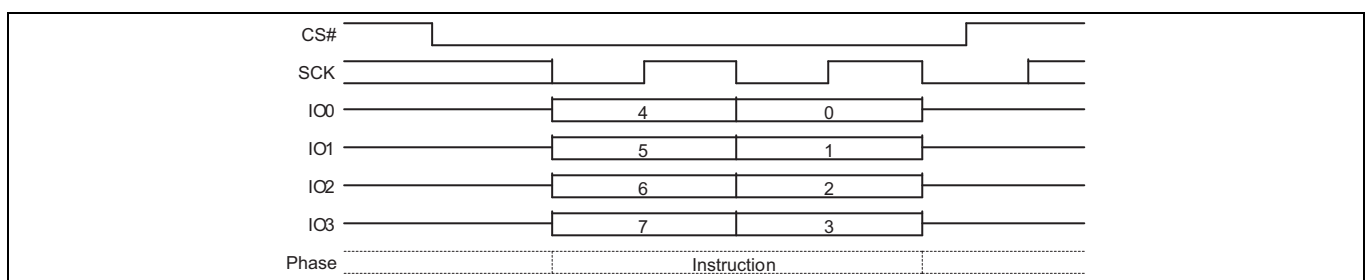 CS#
SCK
IO0 4 0
IO1 5 1
IO2 6 2
IO3 7 3
Phase Instruction